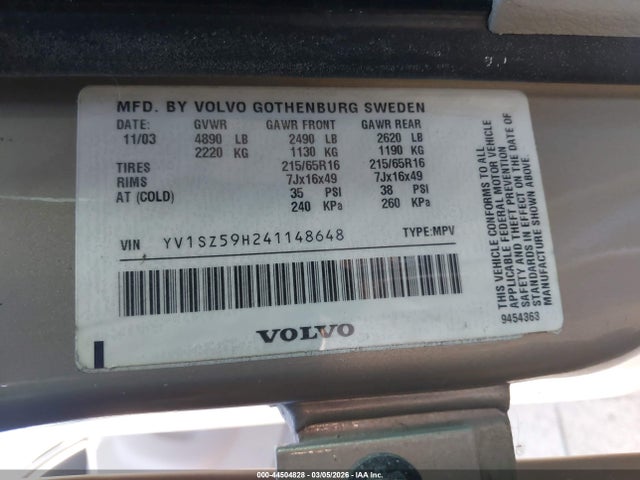 MFD. BY VOLVO GOTHENBURG SWEDEN
DATE: GVWR GAWR FRONT GAWR REAR
11/03 4890 LB 2490 LB 2620 LB
2220 KG 1130 KG 1190 KG
TIRES 215/65R16 215/65R16
RIMS 7Jx16x49 7Jx16x49
AT (COLD) 35 PSI 38 PSI
240 KPa 260 KPa
VIN YV1SZ59H241148648 TYPE:MPV
VOLVO
THIS VEHICLE CONFORMS TO ALL
APPLICABLE FEDERAL MOTOR VEHICLE
SAFETY AND THEFT PREVENTION
STANDARDS IN EFFECT ON THE DATE OF
MANUFACTURE SHOWN ABOVE.
9454363
000-44504828 - 03/05/2026 - IAA Inc.